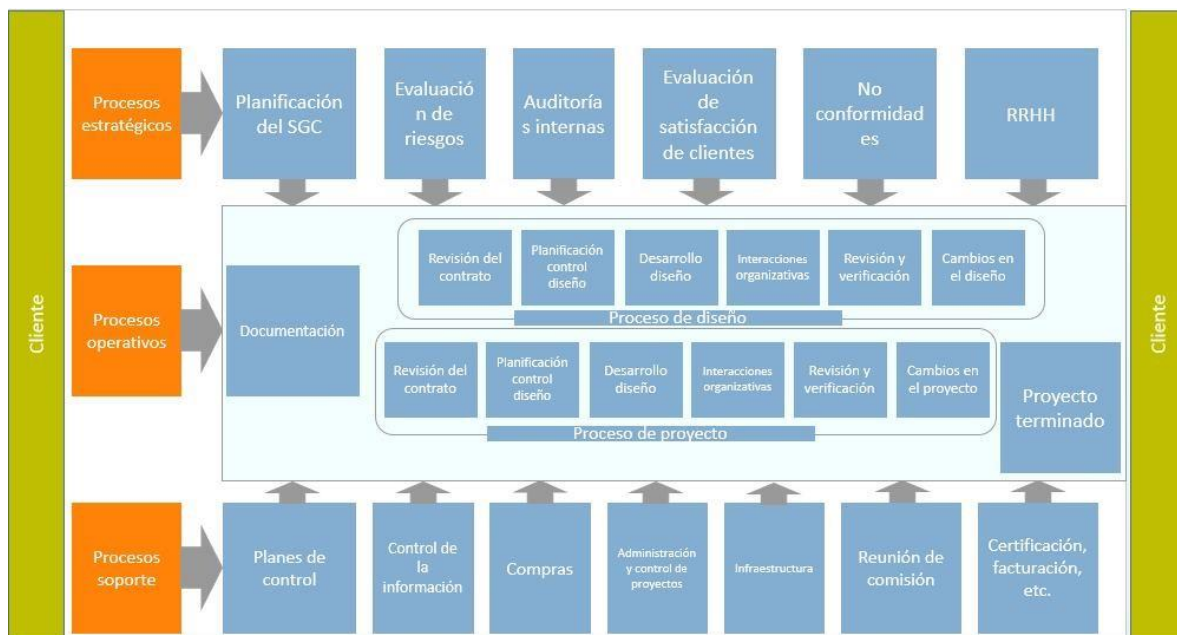 Cliente
Procesos
estratégicos
Planificación
del SGC
Evaluació
n de
riesgos
Auditoría
s internas
Evaluación
de
satisfacción
de clientes
No
conformidad
es
RRHH
Procesos
operativos
Documentación
Revisión del
contrato
Planificación
control
diseño
Desarrollo
diseño
Interacciones
organizativas
Revisión y
verificación
Cambios en
el diseño
Proceso de diseño
Revisión del
contrato
Planificación
control
diseño
Desarrollo
diseño
Interacciones
organizativas
Revisión y
verificación
Cambios en
el proyecto
Proceso de proyecto
Proyecto
terminado
Procesos
soporte
Planes de
control
Control de
la
información
Compras
Administración
y control de
proyectos
Infraestructura
Reunión de
comisión
Certificación,
facturación,
etc.
Cliente